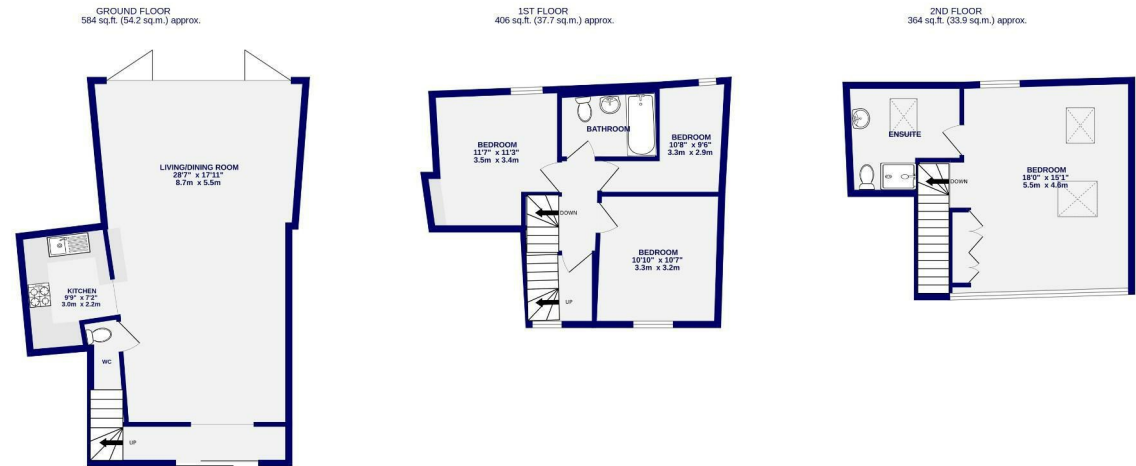 GROUND FLOOR
584 sq.ft. (54.2 sq.m.) approx.
LIVING/DINING ROOM
28'7" x 17'11"
8.7m x 5.5m
KITCHEN
9'9" x 7'2"
3.0m x 2.2m
WC
UP
1ST FLOOR
406 sq.ft. (37.7 sq.m.) approx.
BEDROOM
11'7" x 11'3"
3.5m x 3.4m
BATHROOM
BEDROOM
10'8" x 9'6"
3.3m x 2.9m
DOWN
BEDROOM
10'10" x 10'7"
3.3m x 3.2m
UP
2ND FLOOR
364 sq.ft. (33.9 sq.m.) approx.
ENSUITE
BEDROOM
18'0" x 15'1"
5.5m x 4.6m
DOWN